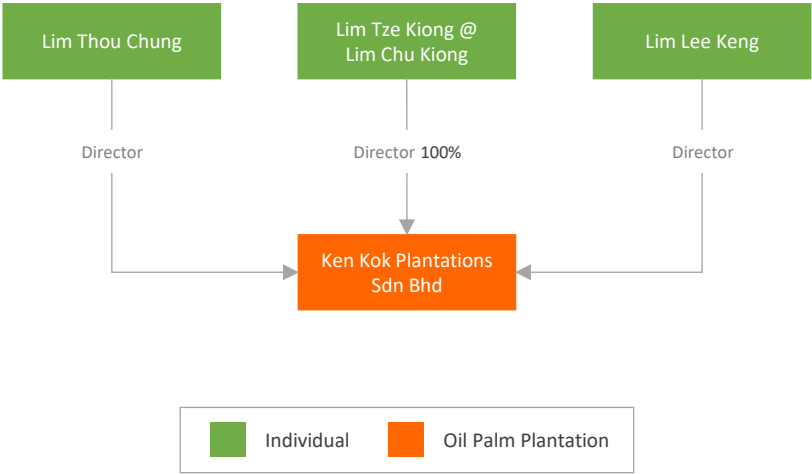 Lim Thou Chung
Lim Tze Kiong @
Lim Chu Kiong
Lim Lee Keng
Director
Director 100%
Director
Ken Kok Plantations
Sdn Bhd
Individual
Oil Palm Plantation